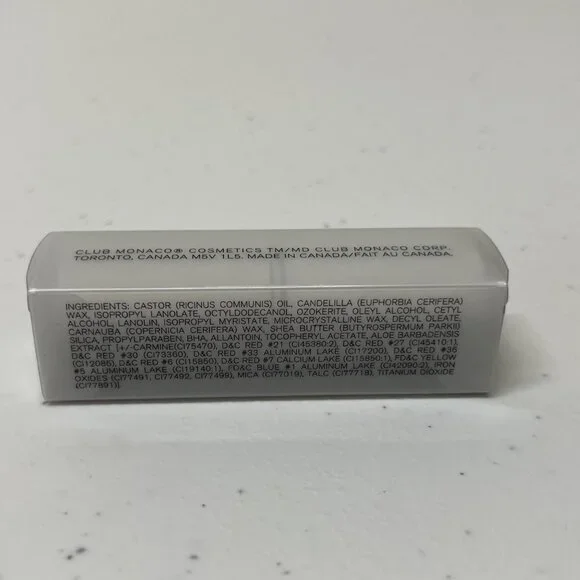 CLUB MONACO® COSMETICS TM/MD CLUB MONACO CORP.
TORONTO, CANADA M5V 1L5. MADE IN CANADA/FAIT AU CANADA.
INGREDIENTS: CASTOR (RICINUS COMMUNIS) OIL, CANDELILLA (EUPHORBIA CERIFERA)
WAX, ISOPROPYL LANOLATE, OCTYLDODECANOL, OZOKERITE, OLEYL ALCOHOL, CETYL
ALCOHOL, LANOLIN, ISOPROPYL MYRISTATE, MICROCRYSTALLINE WAX, DECYL OLEATE,
CARNAUBA (COPERNICIA CERIFERA) WAX, SHEA BUTTER (BUTYROSPERMUM PARKII)
SILICA, PROPYLPARABEN, BHA, ALLANTOIN, TOCOPHERYL ACETATE, ALOE BARBADENSIS
EXTRACT [+/-CARMINE(CI75470), D&C RED #21 (CI45380:2), D&C RED #27 (CI45410:1),
D&C RED #30 (CI73360), D&C RED #33 ALUMINUM LAKE (CI17200), D&C RED #36
(CI12085), D&C RED #6 (CI15850), D&C RED #7 CALCIUM LAKE (CI15850:1), FD&C YELLOW
#5 ALUMINUM LAKE (CI19140:1), FD&C BLUE #1 ALUMINUM LAKE (CI42090:2), IRON
OXIDES (CI77491, CI77492, CI77499), MICA (CI77019), TALC (CI77718), TITANIUM DIOXIDE
(CI77891)].